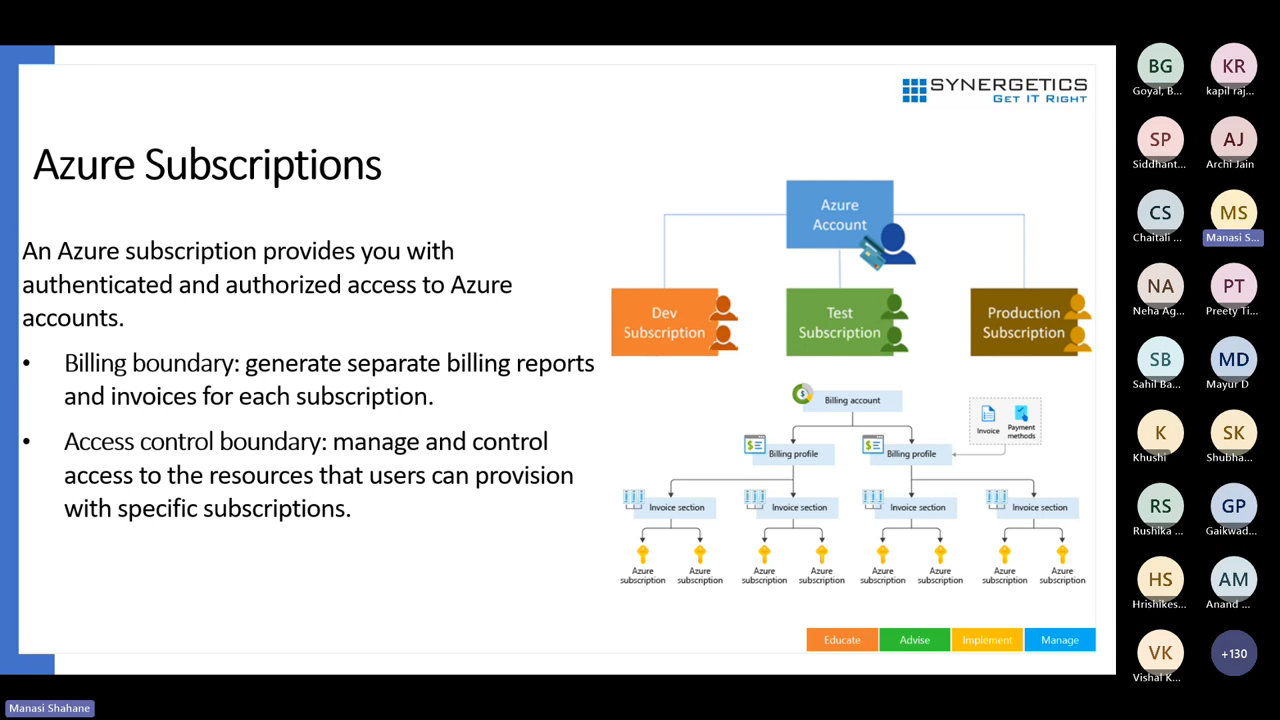 SYNERGETICS
GET IT RIGHT
Azure Subscriptions
An Azure subscription provides you with
authenticated and authorized access to Azure
accounts.
• Billing boundary: generate separate billing reports
and invoices for each subscription.
• Access control boundary: manage and control
access to the resources that users can provision
with specific subscriptions.
Azure
Account
Dev
Subscription
Test
Subscription
Production
Subscription
Billing account
Invoice
Payment
methods
Billing profile
Billing profile
Invoice section
Invoice section
Invoice section
Invoice section
Azure
subscription
Azure
subscription
Azure
subscription
Azure
subscription
Azure
subscription
Azure
subscription
Azure
subscription
Azure
subscription
Educate
Advise
Implement
Manage
BG
Goyal, B...
KR
kapil raj...
SP
Siddhant...
AJ
Archi Jain
CS
Chaitali ...
MS
Manasi S...
NA
Neha Ag...
PT
Preety Ti...
SB
Sahil Ba...
MD
Mayur D
K
Khushi
SK
Shubha...
RS
Rushika ...
GP
Gaikwad...
HS
Hrishikes...
AM
Anand ...
VK
Vishal K...
+130
Manasi Shahane